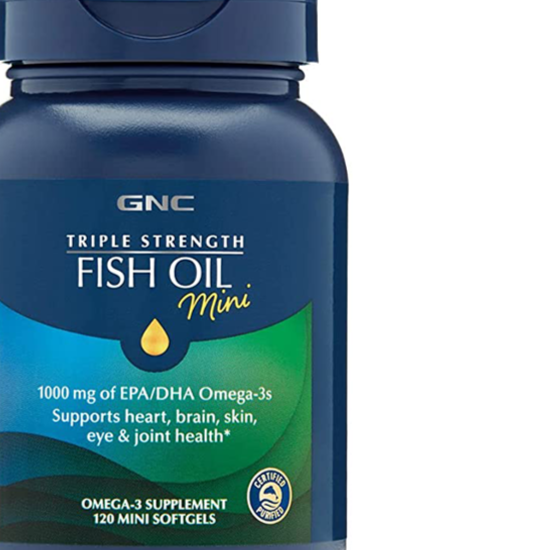 GNC
TRIPLE STRENGTH
FISH OIL
Mini
1000 mg of EPA/DHA Omega-3s
Supports heart, brain, skin,
eye & joint health*
CERTIFIED
PURIFIED
OMEGA-3 SUPPLEMENT
120 MINI SOFTGELS